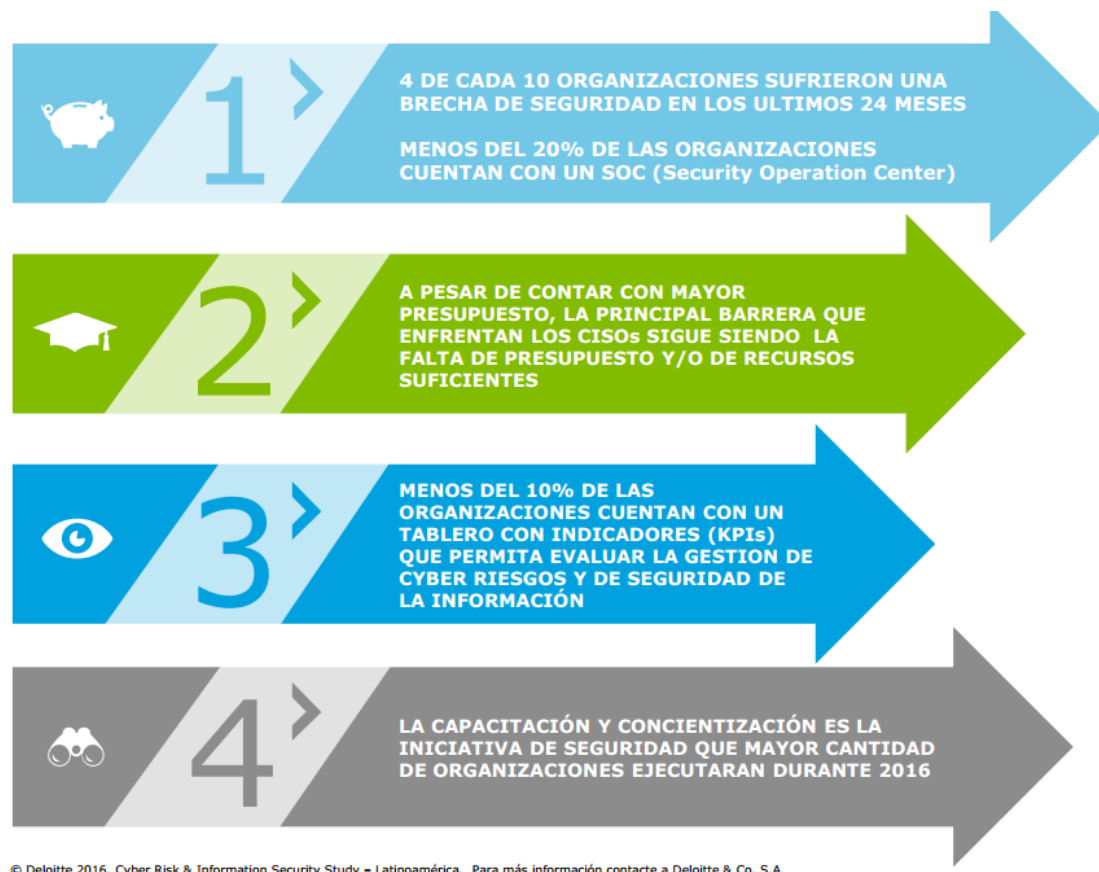 1
4 DE CADA 10 ORGANIZACIONES SUFRIERON UNA
BRECHA DE SEGURIDAD EN LOS ULTIMOS 24 MESES
MENOS DEL 20% DE LAS ORGANIZACIONES
CUENTAN CON UN SOC (Security Operation Center)
2
A PESAR DE CONTAR CON MAYOR
PRESUPUESTO, LA PRINCIPAL BARRERA QUE
ENFRENTAN LOS CISOs SIGUE SIENDO LA
FALTA DE PRESUPUESTO Y/O DE RECURSOS
SUFICIENTES
3
MENOS DEL 10% DE LAS
ORGANIZACIONES CUENTAN CON UN
TABLERO CON INDICADORES (KPIs)
QUE PERMITA EVALUAR LA GESTION DE
CYBER RIESGOS Y DE SEGURIDAD DE
LA INFORMACIÓN
4
LA CAPACITACIÓN Y CONCIENTIZACIÓN ES LA
INICIATIVA DE SEGURIDAD QUE MAYOR CANTIDAD
DE ORGANIZACIONES EJECUTARAN DURANTE 2016
© Deloitte 2016. Cyber Risk & Information Security Study – Latinoamérica. Para más información contacte a Deloitte & Co. S.A.